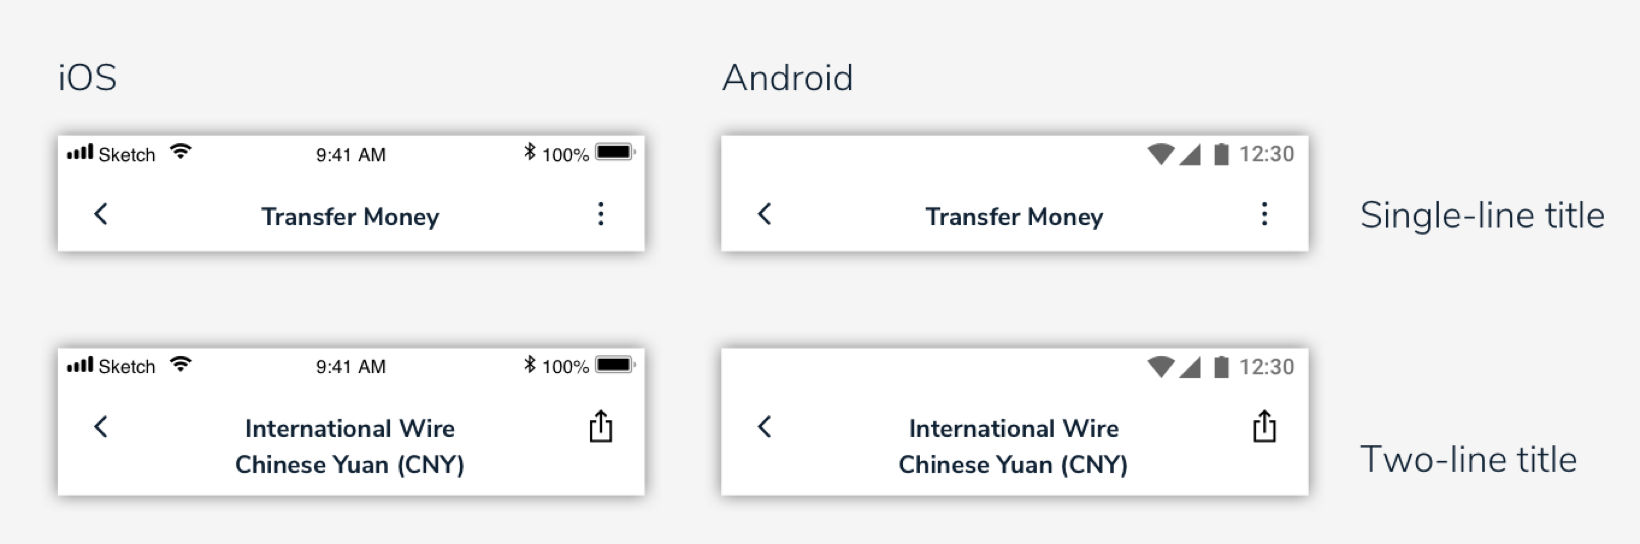 iOS
Android
Sketch 9:41 AM 100%
12:30
Transfer Money
Transfer Money
Single-line title
Sketch 9:41 AM 100%
12:30
International Wire
Chinese Yuan (CNY)
International Wire
Chinese Yuan (CNY)
Two-line title